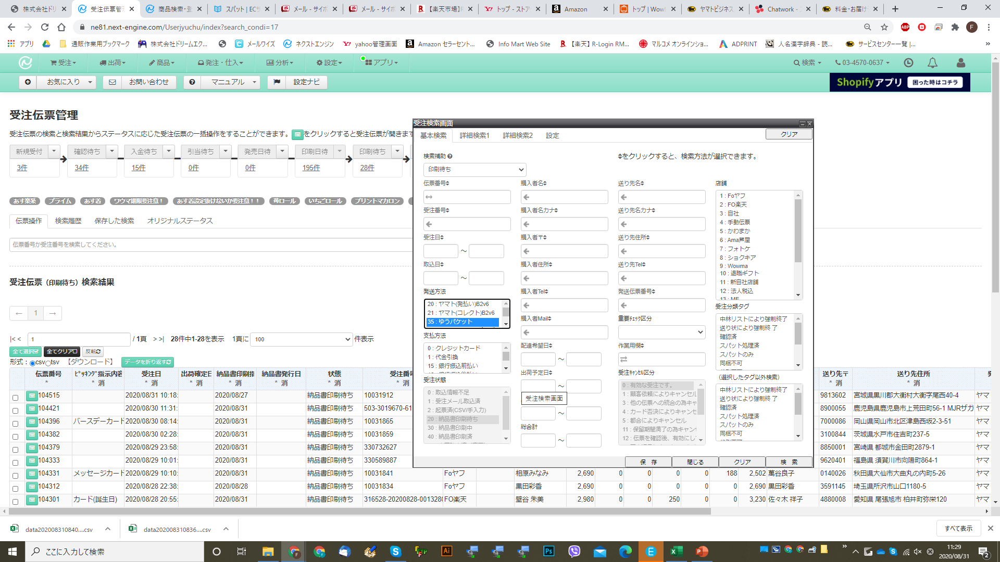 株式会社ドリ
受注伝票管理
商品検索・登
スパット | ECサ
メール - サイボ
メール - サイボ
【楽天市場】F
トップ - ストア
Amazon
トップ | Wow!
ヤマトビジネス
Chatwork - ス
料金・お届け
ne81.next-engine.com/Userjyuchu/index?search_condi=17
アプリ
通販作業用ブックマーク
株式会社ドリームエク...
メールワイズ
ネクストエンジン
yahoo管理画面
Amazon セラーセント...
Info Mart Web Site
【楽天】R-Login RM...
マルコメ オンラインショ...
ADPRINT
人名漢字辞典 - 読...
サービスセンター一覧 |...
受注
出荷
商品
発注・仕入
分析
設定
アプリ
検索
03-4570-0637
お気に入り
お問い合わせ
マニュアル
設定ナビ
Shopifyアプリ 困った時はコチラ
受注伝票管理
受注伝票の検索と検索結果からステータスに応じた受注伝票の一括操作をすることができます。
をクリックすると受注伝票が開きます
新規受付
確認待ち
入金待ち
引当待ち
発売日待
印刷日待
印刷待ち
3件
34件
15件
0件
0件
195件
28件
あす楽系
プライム
あす着
ワウマ期限要注意！
あす着設定抜けないか要注意！！
苺ロール
いちごロール
プリントマカロン
伝票操作
検索履歴
保存した検索
オリジナルステータス
伝票番号か受注番号を検索してください。
受注伝票（印刷待ち）検索結果
← 1 →
|< <
1
/ 1頁
> >|
28件中1-28を表示
1頁に
100
件表示
全て選択
全てクリア
反転
形式：
csv
tsv
【ダウンロード】
データを折り返す
伝票番号
ﾋﾟｯｷﾝｸﾞ指示内容
受注日
出荷確定日
納品書印刷指
納品書発行日
状態
受注番号
送り先〒
送り先住所
発
*
* 消
* 消
* 消
* 消
* 消
* 消
* 消
* 消
* 消
104515
2020/08/31 10:18:
2020/08/27
納品書印刷待ち
10031912
9813602
宮城県黒川郡大衡村大衡字尾西40-4
ヤマ
104421
2020/08/30 11:31:
2020/08/31
納品書印刷待ち
503-3019670-61
8900055
鹿児島県鹿児島市上荒田町56-1 MJRザガ
ヤマ
104396
バースデーカード
2020/08/30 08:14:
2020/08/31
納品書印刷待ち
10031865
7000086
岡山県岡山市北区津島西坂2-3-51
ヤマ
104382
2020/08/30 02:28:
2020/08/31
納品書印刷待ち
10031859
3100844
茨城県水戸市住吉町237-5
ヤマ
104379
2020/08/29 23:58:
2020/08/31
納品書印刷待ち
330732627
8850001
宮崎県 都城市金田町2879-1
ヤマ
104333
2020/08/29 10:01:
2020/08/31
納品書印刷待ち
330589887
9620401
福島県 須賀川市向陽町864-1
ヤマ
104331
メッセージカード
2020/08/29 10:10:
2020/08/31
納品書印刷待ち
10031841
Foヤフ
相原みなみ
2,690
0
0
0
0
188
2,502
萬谷良子
0140026
秋田県大仙市大曲丸の内町5-26
ヤマ
104312
2020/08/28 22:38:
2020/08/28
納品書印刷待ち
10031834
Foヤフ
黒田彩香
2,690
0
0
0
0
0
2,690
黒田彩香
3591145
埼玉県所沢市山口1180-5
ヤマ
104301
カード(誕生日)
2020/08/28 20:55:
2020/08/31
納品書印刷待ち
316528-20200828-0013280
FO楽天
壁谷 朱美
2,980
0
0
250
0
0
3,230
佐々木 祥子
4880008
愛知県 尾張旭市 柏井町弥栄120
ヤマ
受注検索画面
基本検索
詳細検索1
詳細検索2
設定
クリア
検索補助
をクリックすると、検索方法が選択できます。
印刷待ち
伝票番号
受注番号
受注日
～
取込日
～
発送方法
20 : ヤマト(発払い)B2v6
21 : ヤマト(コレクト)B2v6
35 : ゆうパケット
支払方法
0 : クレジットカード
1 : 代金引換
15 : 銀行振込前払い
受注状態
0 : 取込情報不足
1 : 受注メール取込済
2 : 起票済(CSV/手入力)
20 : 納品書印刷待ち
30 : 納品書印刷中
40 : 納品書印刷済
購入者名
購入者名カナ
購入者〒
購入者住所
購入者Tel
購入者Mail
配達希望日
～
出荷予定日
～
受注検索画面
～
総合計
～
送り先名
送り先名カナ
送り先住所
送り先Tel
発送伝票番号
重要ﾁｪｯｸ区分
作業用欄
受注ｷｬﾝｾﾙ区分
0 : 有効な受注です。
1 : 顧客依頼によりキャンセル
3 : 他の伝票への統合の為キャ
4 : カード否決によりキャンセ
5 : 都合によりキャンセル
11 : 保留期間満了の為キャンセ
12 : 伝票を確認後、有効にし
店舗
1 : Foヤフ
2 : FO楽天
3 : 自社
4 : 手動伝票
5 : かわまか
6 : Ama芦屋
7 : フォトケ
8 : ショクキア
9 : Wowma
10 : 退職ギフト
11 : 新自社店舗
12 : 法人税込
13 : ME
受注分類タグ
中林リストにより強制終了
送り状により強制終 了
確認済
スパット処理済
スパットのみ
同梱不可
（選択したタグ以外検索）
中林リストにより強制終了
送り状により強制終 了
確認済
スパット処理済
スパットのみ
同梱不可
保 存
閉じる
クリア
検 索
data202008310840....csv
data202008310836....csv
すべて表示
ここに入力して検索
11:29
2020/08/31
2